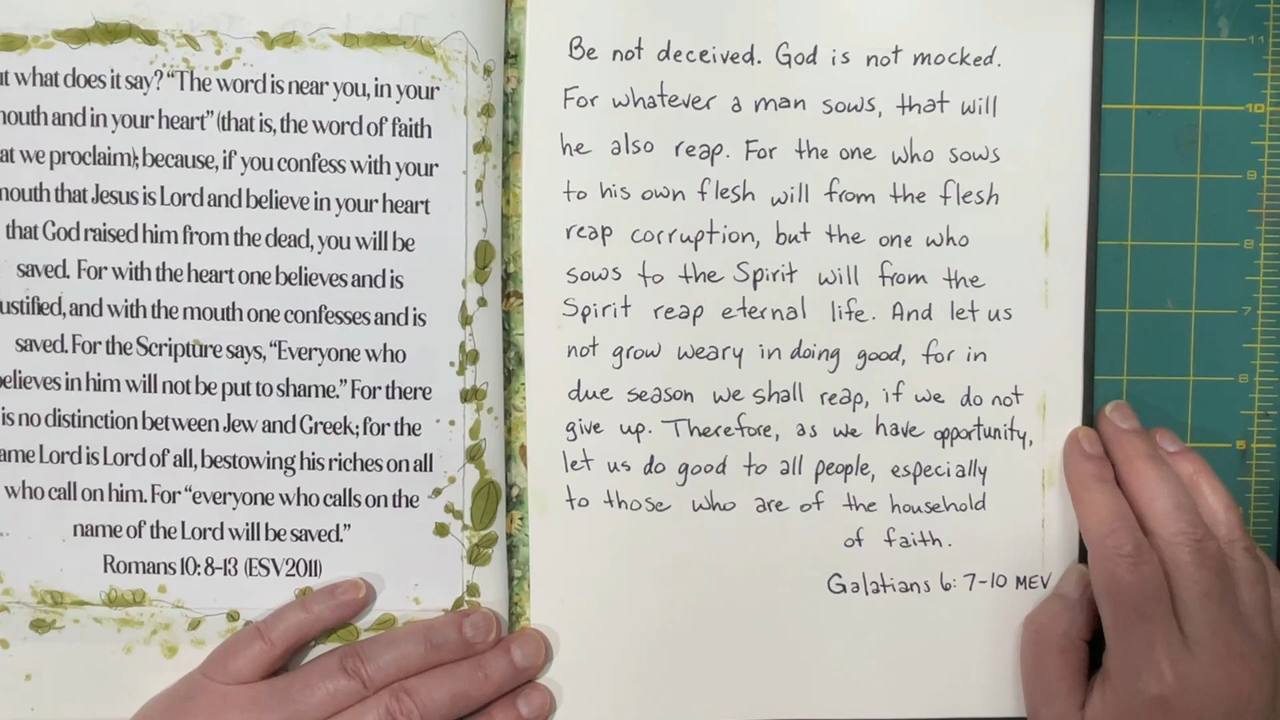 what does it say? “The word is near you, in your
and in your heart” (that is, the word of faith
we proclaim); because, if you confess with your
that Jesus is Lord and believe in your heart
that God raised him from the dead, you will be
saved. For with the heart one believes and is
and with the mouth one confesses and is
saved. For the Scripture says, “Everyone who
in him will not be put to shame.” For there
is no distinction between Jew and Greek; for the
Lord is Lord of all, bestowing his riches on all
who call on him. For “everyone who calls on the
name of the Lord will be saved.”
Romans 10: 8-13 (ESV2011)
Be not deceived. God is not mocked.
For whatever a man sows, that will
he also reap. For the one who sows
to his own flesh will from the flesh
reap corruption, but the one who
sows to the Spirit will from the
Spirit reap eternal life. And let us
not grow weary in doing good, for in
due season we shall reap, if we do not
give up. Therefore, as we have opportunity,
let us do good to all people, especially
to those who are of the household
of faith.
Galatians 6: 7-10 MEV
11
10
9
8
7
6
5